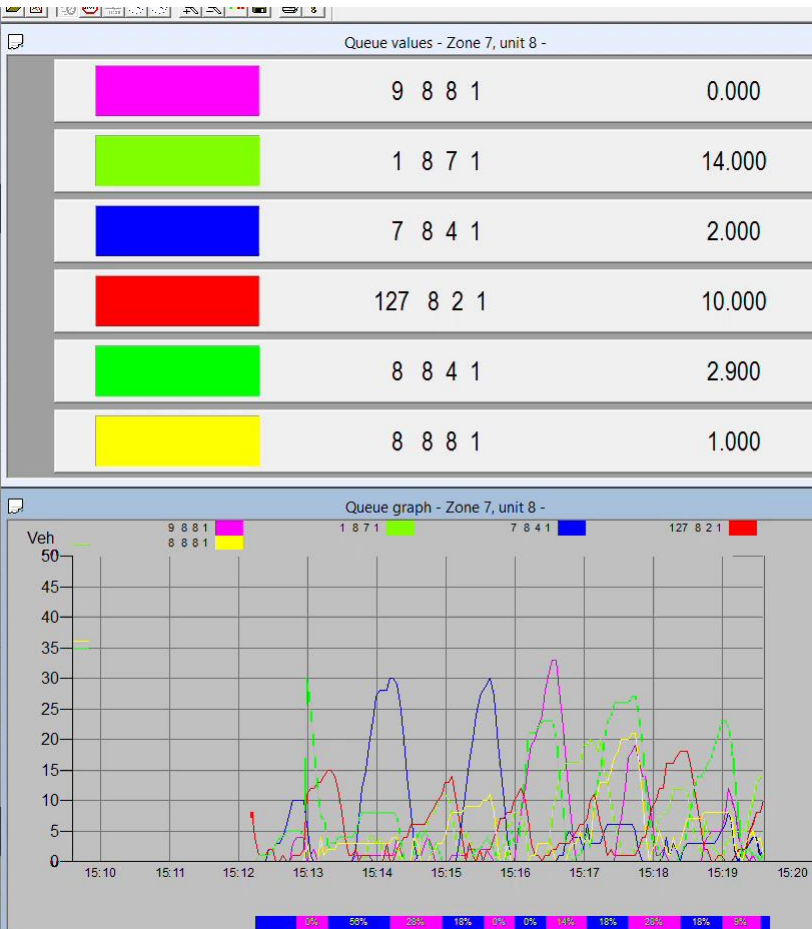 Queue values - Zone 7, unit 8 -
9 8 8 1 0.000
1 8 7 1 14.000
7 8 4 1 2.000
127 8 2 1 10.000
8 8 4 1 2.900
8 8 8 1 1.000
Queue graph - Zone 7, unit 8 -
9 8 8 1 1 8 7 1 7 8 4 1 127 8 2 1
8 8 8 1
Veh
50
45
40
35
30
25
20
15
10
5
0
15:10 15:11 15:12 15:13 15:14 15:15 15:16 15:17 15:18 15:19 15:20
0% 56% 28% 18% 0% 0% 14% 18% 28% 18% 9%